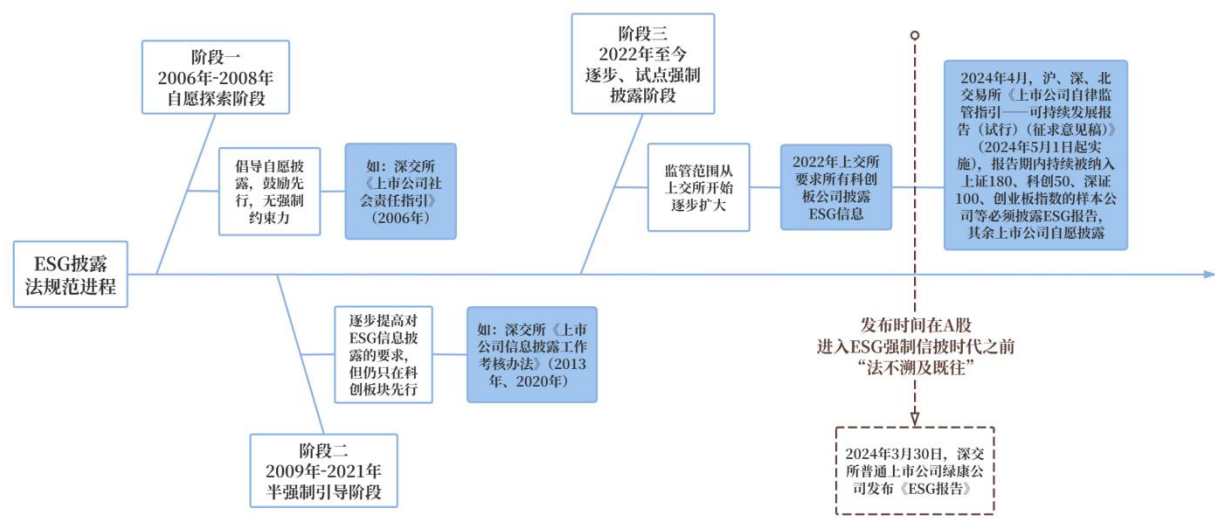 阶段一
2006年-2008年
自愿探索阶段
倡导自愿披
露，鼓励先
行，无强制
约束力
如：深交所
《上市公司社
会责任指引》
（2006年）
阶段三
2022年至今
逐步、试点强制
披露阶段
监管范围从
上交所开始
逐步扩大
2022年上交所
要求所有科创
板公司披露
ESG信息
2024年4月，沪、深、北
交易所《上市公司自律监
管指引——可持续发展报
告（试行）（征求意见稿）》
（2024年5月1日起实
施），报告期内持续被纳入
上证180、科创50、深证
100、创业板指数的样本公
司等必须披露ESG报告，
其余上市公司自愿披露
ESG披露
法规范进程
逐步提高对
ESG信息披
露的要求，
但仍只在科
创板块先行
如：深交所《上市
公司信息披露工作
考核办法》（2013
年、2020年）
阶段二
2009年-2021年
半强制引导阶段
发布时间在A股
进入ESG强制信披时代之前
“法不溯及既往”
2024年3月30日，深交
所普通上市公司绿康公
司发布《ESG报告》